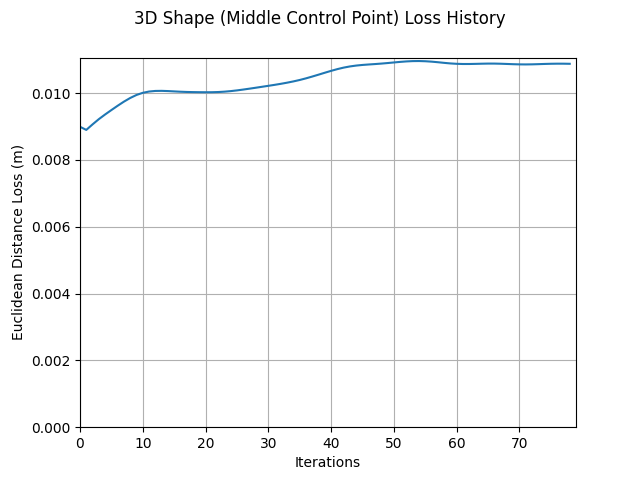 3D Shape (Middle Control Point) Loss History
Euclidean Distance Loss (m)
0.010
0.008
0.006
0.004
0.002
0.000
0 10 20 30 40 50 60 70
Iterations